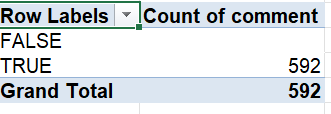 Row Labels Count of comment
FALSE
TRUE 592
Grand Total 592